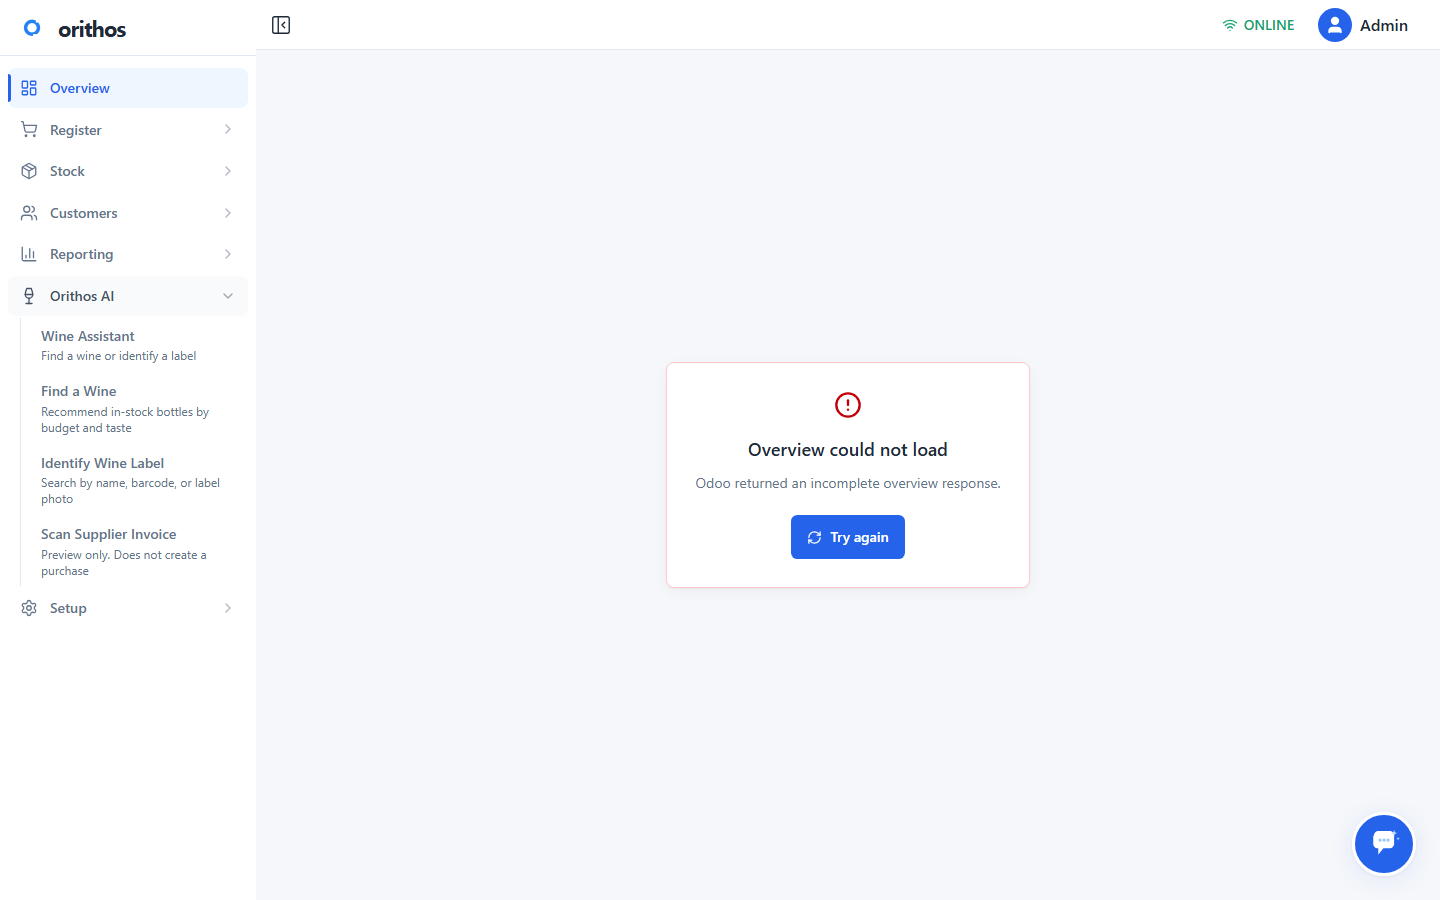 orithos
ONLINE
Admin
Overview
Register
Stock
Customers
Reporting
Orithos AI
Wine Assistant
Find a wine or identify a label
Find a Wine
Recommend in-stock bottles by
budget and taste
Identify Wine Label
Search by name, barcode, or label
photo
Scan Supplier Invoice
Preview only. Does not create a
purchase
Setup
Overview could not load
Odoo returned an incomplete overview response.
Try again